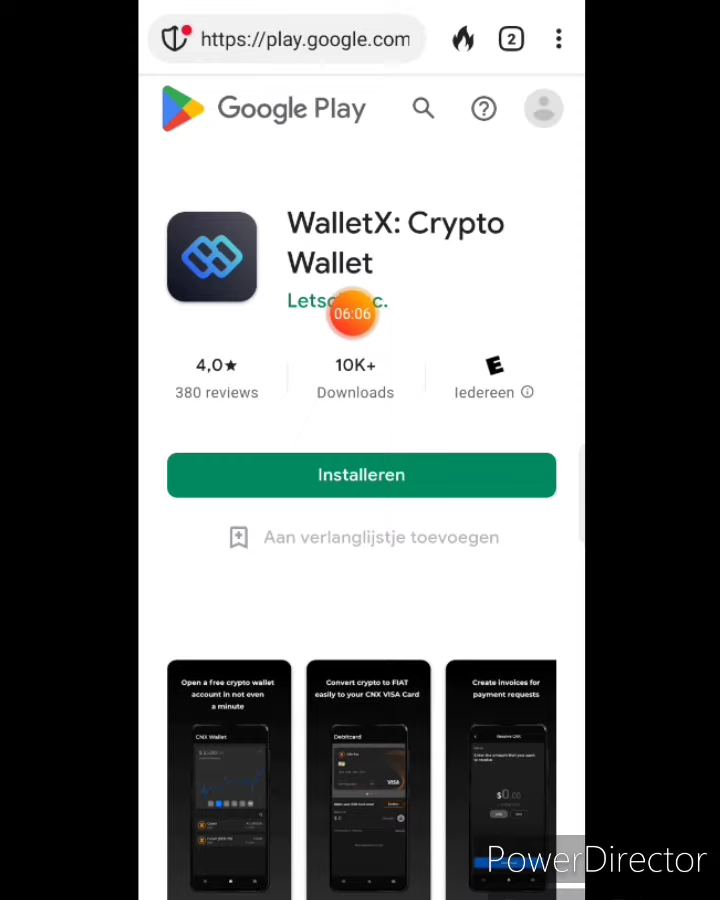 https://play.google.com
2
Google Play
WalletX: Crypto
Wallet
06:06
4,0★
10K+
E
380 reviews
Downloads
Iedereen
Installeren
Aan verlanglijstje toevoegen
Open a free crypto wallet
account in not even
a minute
Convert crypto to FIAT
easily to your CNX VISA Card
Create invoices for
payment requests
CNX Wallet
Debitcard
VISA
PowerDirector